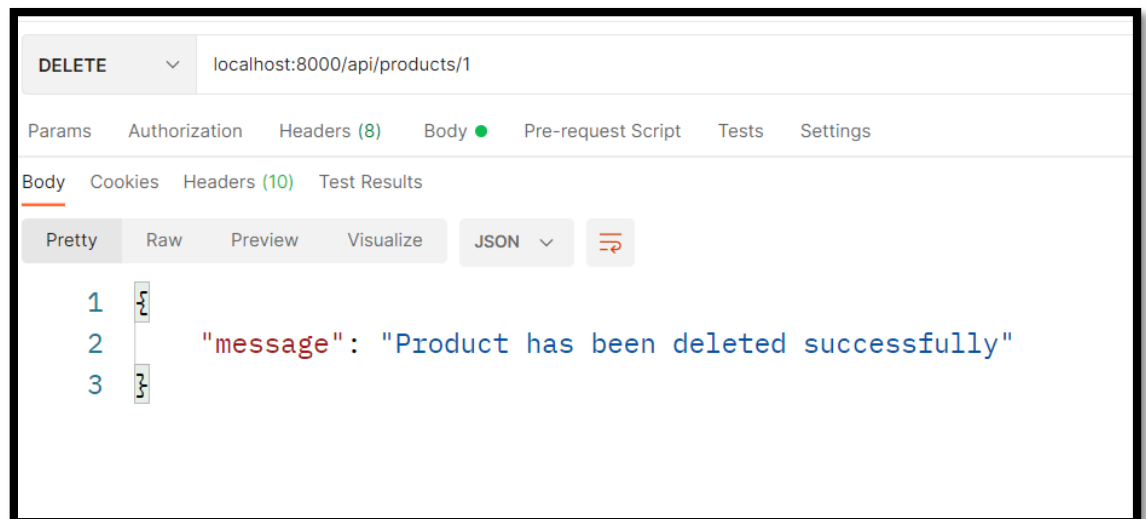 DELETE localhost:8000/api/products/1
Params Authorization Headers (8) Body Pre-request Script Tests Settings
Body Cookies Headers (10) Test Results
Pretty Raw Preview Visualize JSON
1 {
2 "message": "Product has been deleted successfully"
3 }